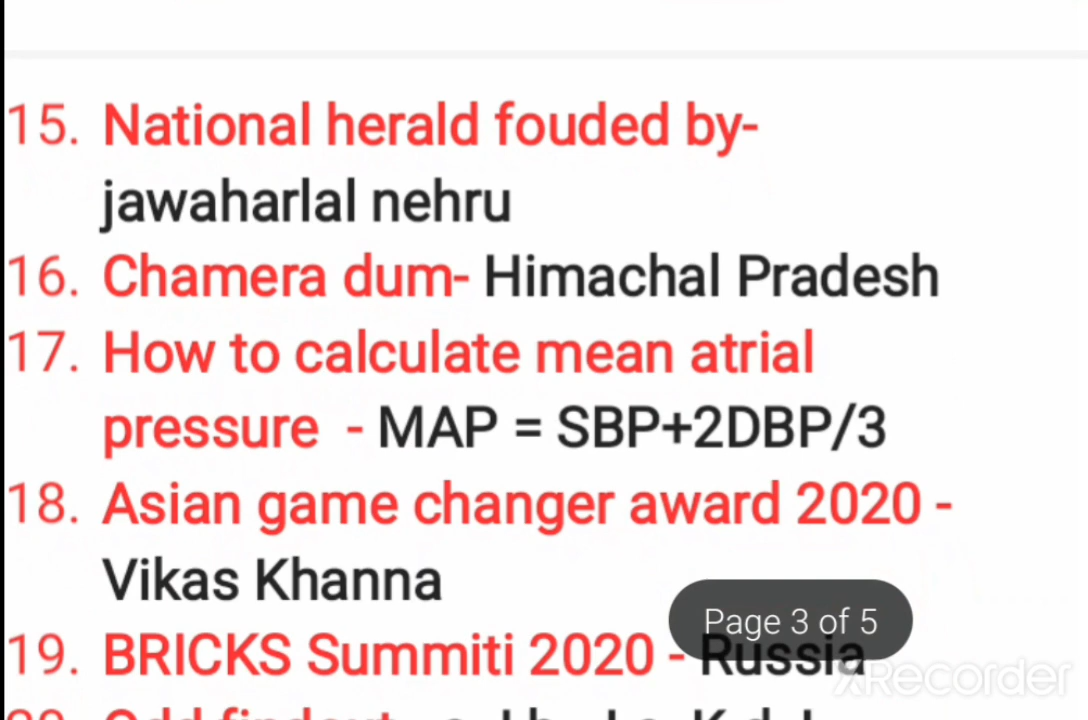 15. National herald fouded by-
jawaharlal nehru
16. Chamera dum- Himachal Pradesh
17. How to calculate mean atrial
pressure - MAP = SBP+2DBP/3
18. Asian game changer award 2020 -
Vikas Khanna
Page 3 of 5
19. BRICKS Summiti 2020 - Russia
XRecorder